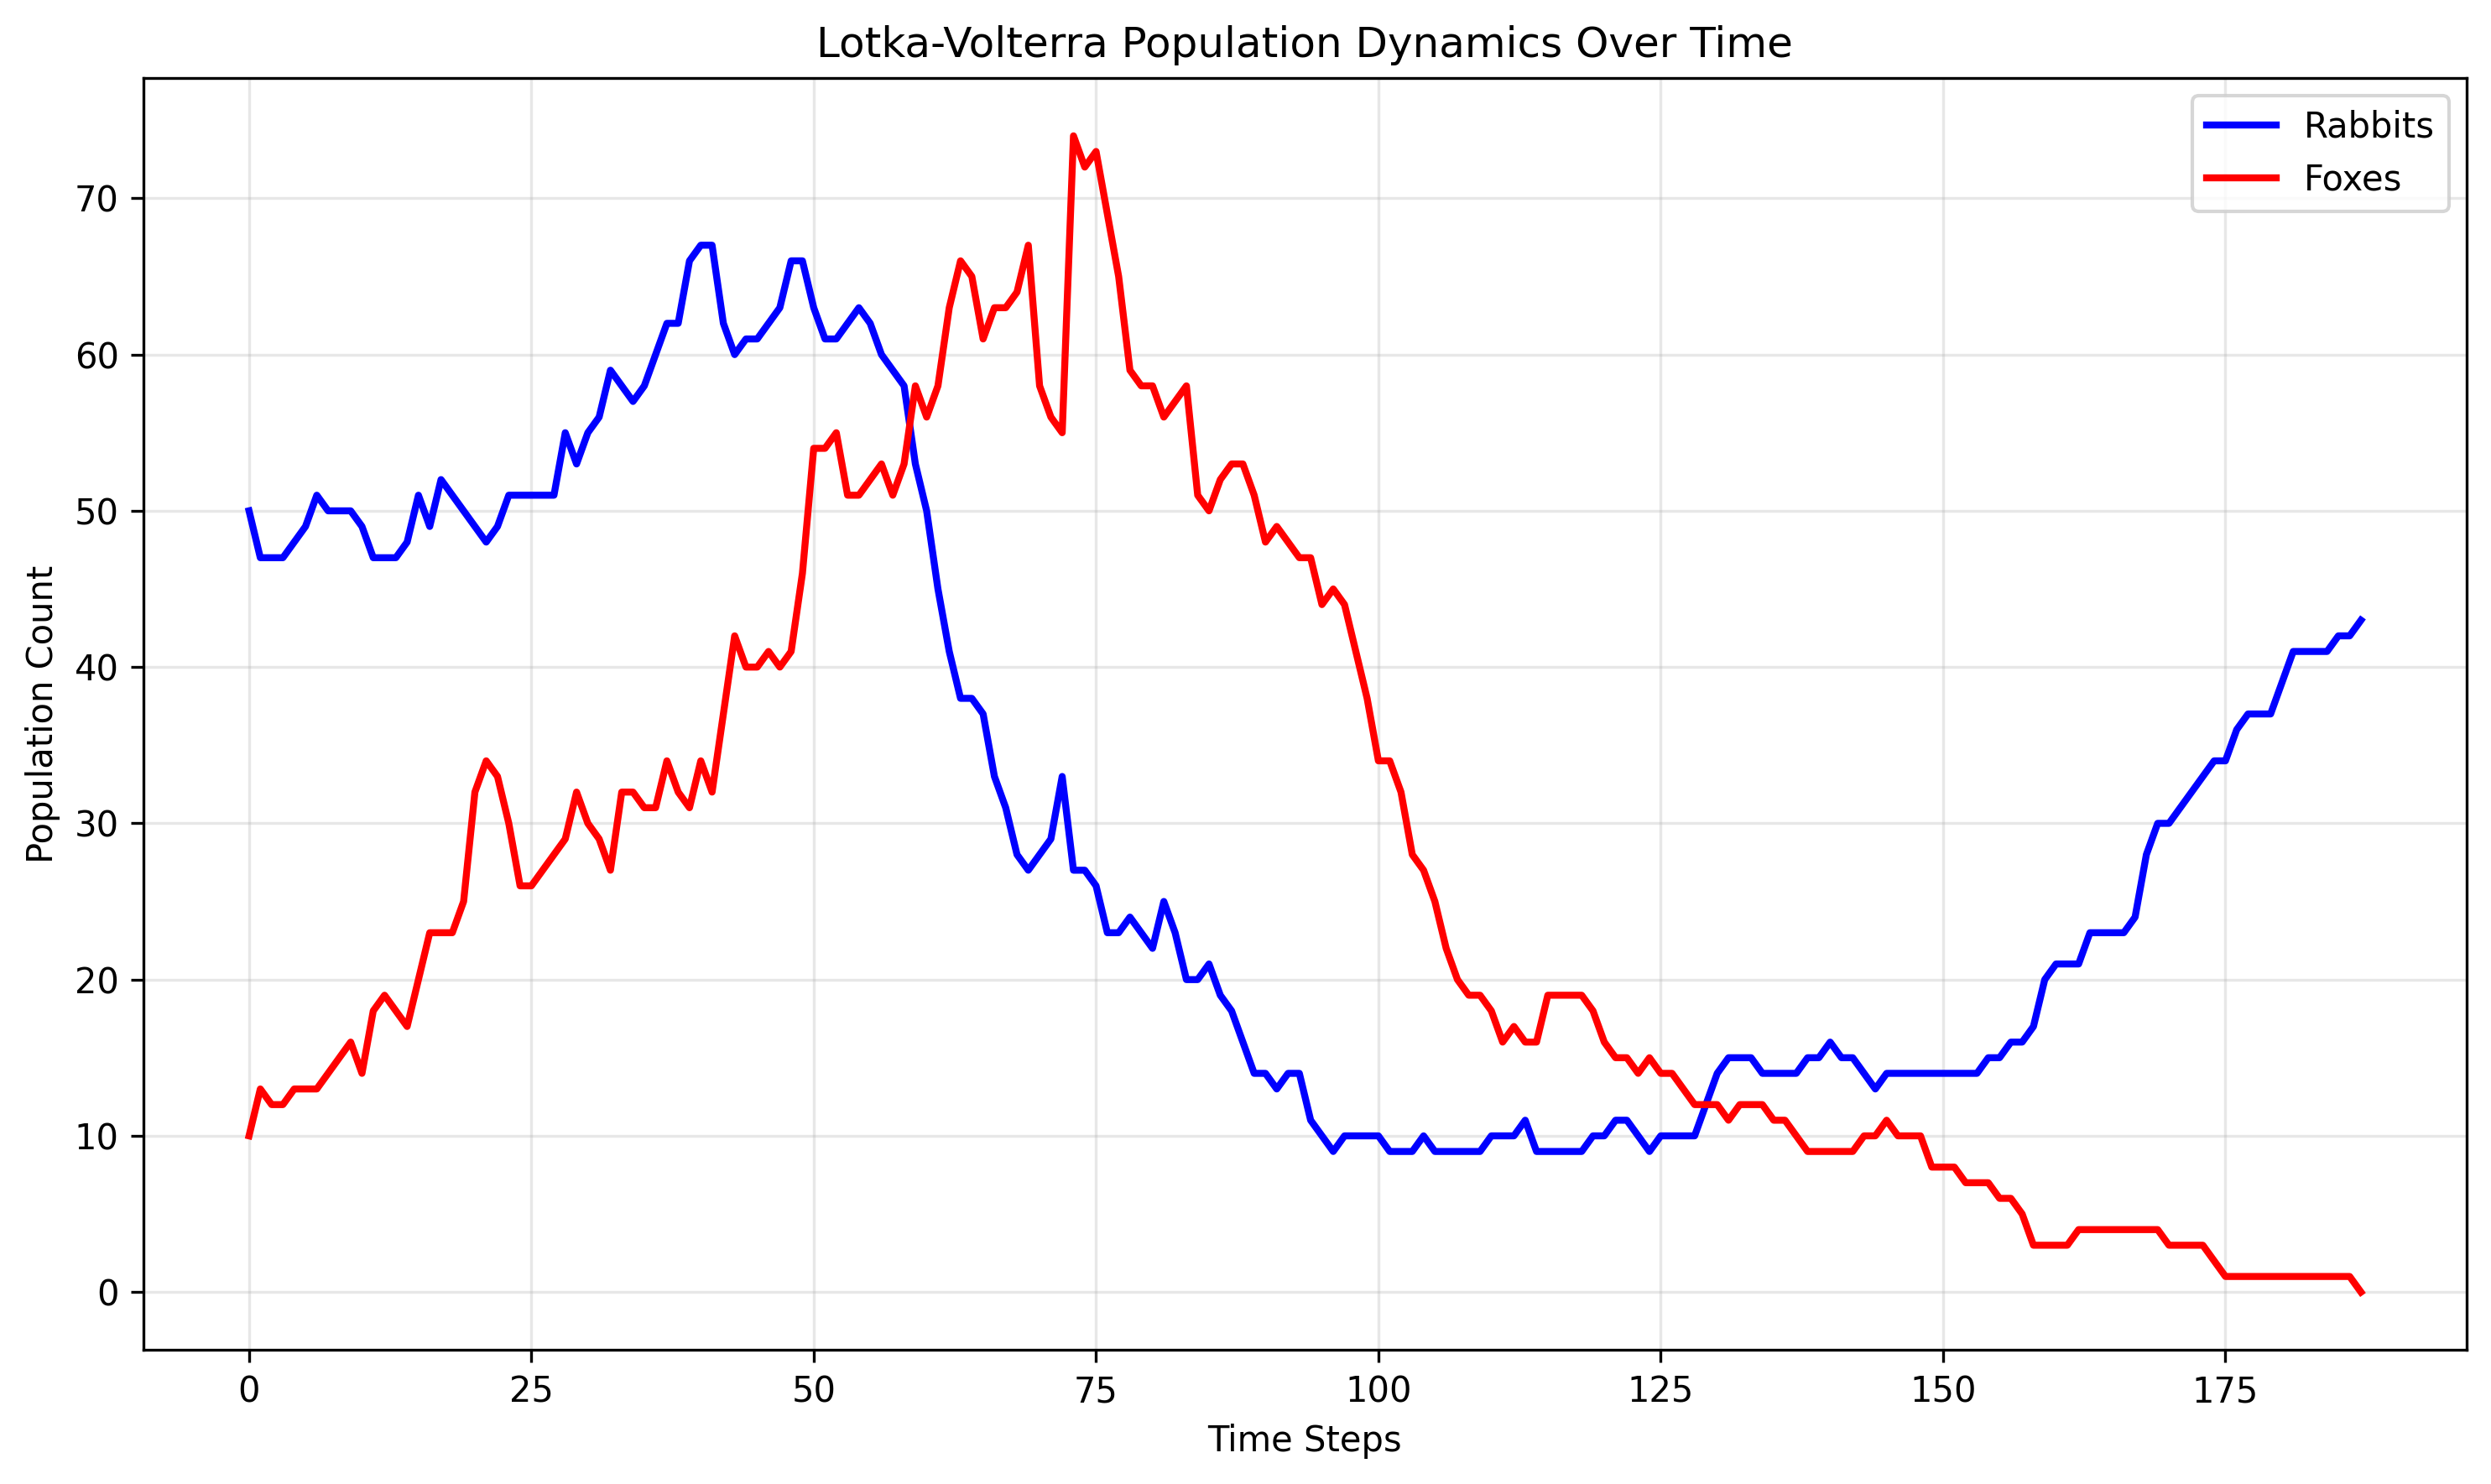 Lotka-Volterra Population Dynamics Over Time
Rabbits
Foxes
Population Count
70
60
50
40
30
20
10
0
0 25 50 75 100 125 150 175
Time Steps